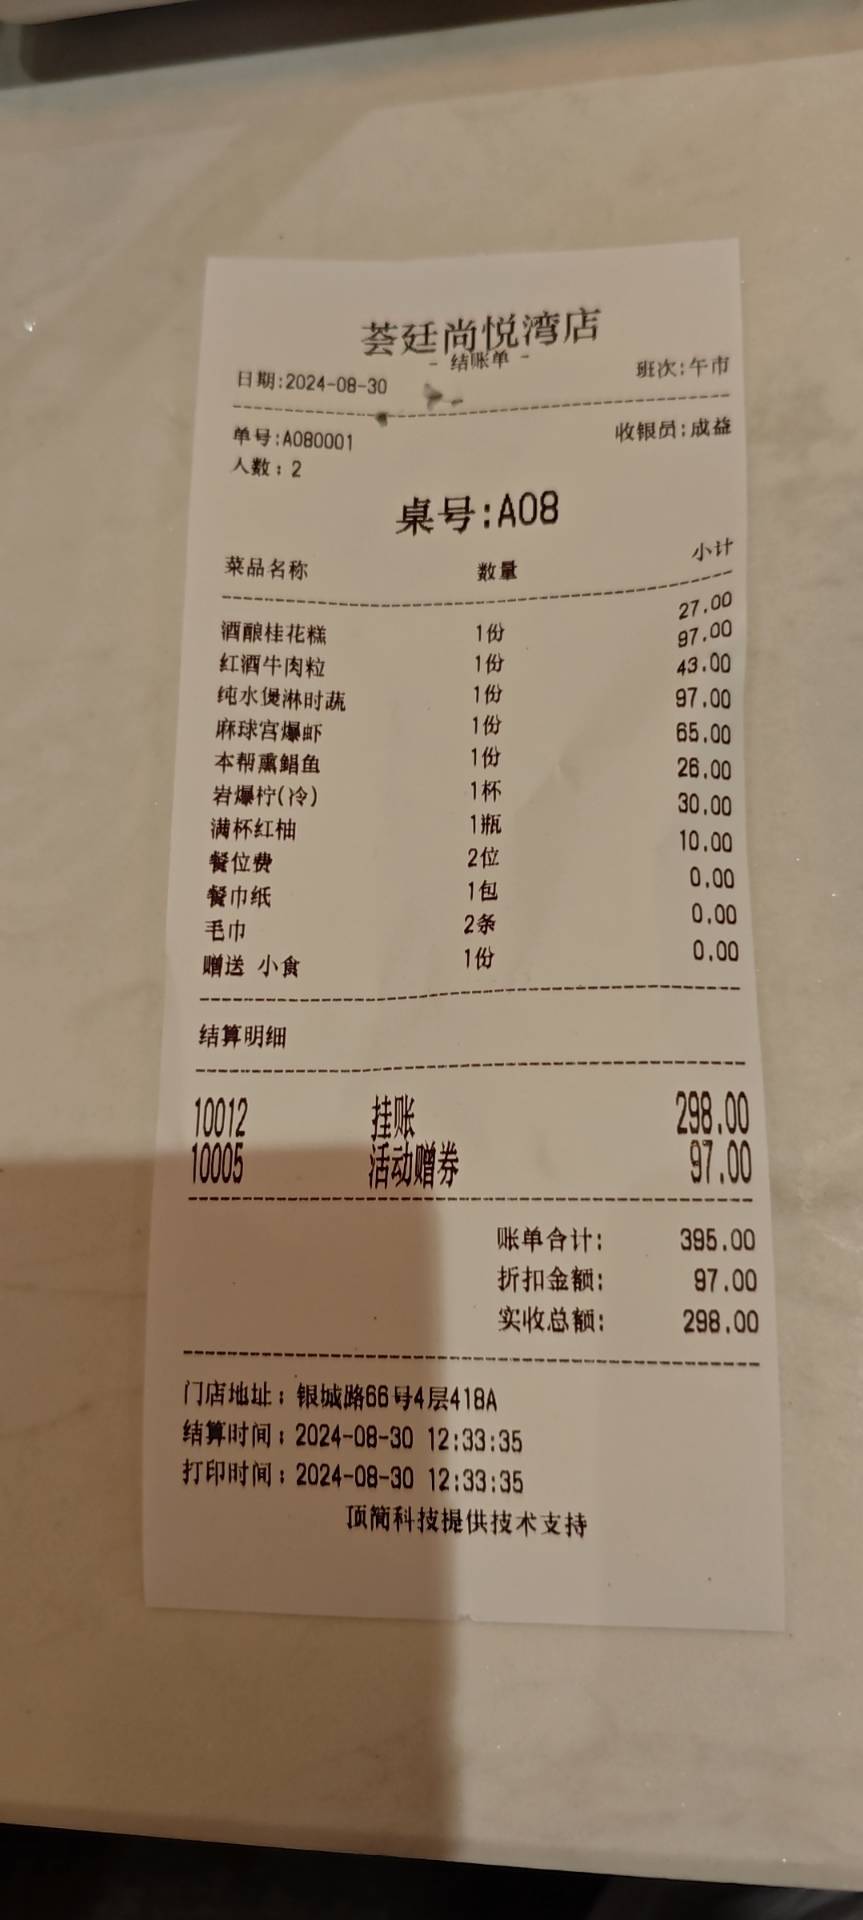 荟廷尚悦湾店
- 结账单 -
日期:2024-08-30 班次:午市
单号:A080001 收银员:成益
人数：2
桌号:A08
菜品名称 数量 小计
酒酿桂花糕 1份 27.00
红酒牛肉粒 1份 97.00
纯水煲淋时蔬 1份 43.00
麻球宫爆虾 1份 97.00
本帮熏鲳鱼 1份 65.00
岩爆柠(冷) 1杯 26.00
满杯红柚 1瓶 30.00
餐位费 2位 10.00
餐巾纸 1包 0.00
毛巾 2条 0.00
赠送 小食 1份 0.00
结算明细
10012 挂账 298.00
10005 活动赠券 97.00
账单合计: 395.00
折扣金额: 97.00
实收总额: 298.00
门店地址：银城路66号4层418A
结算时间：2024-08-30 12:33:35
打印时间：2024-08-30 12:33:35
顶简科技提供技术支持